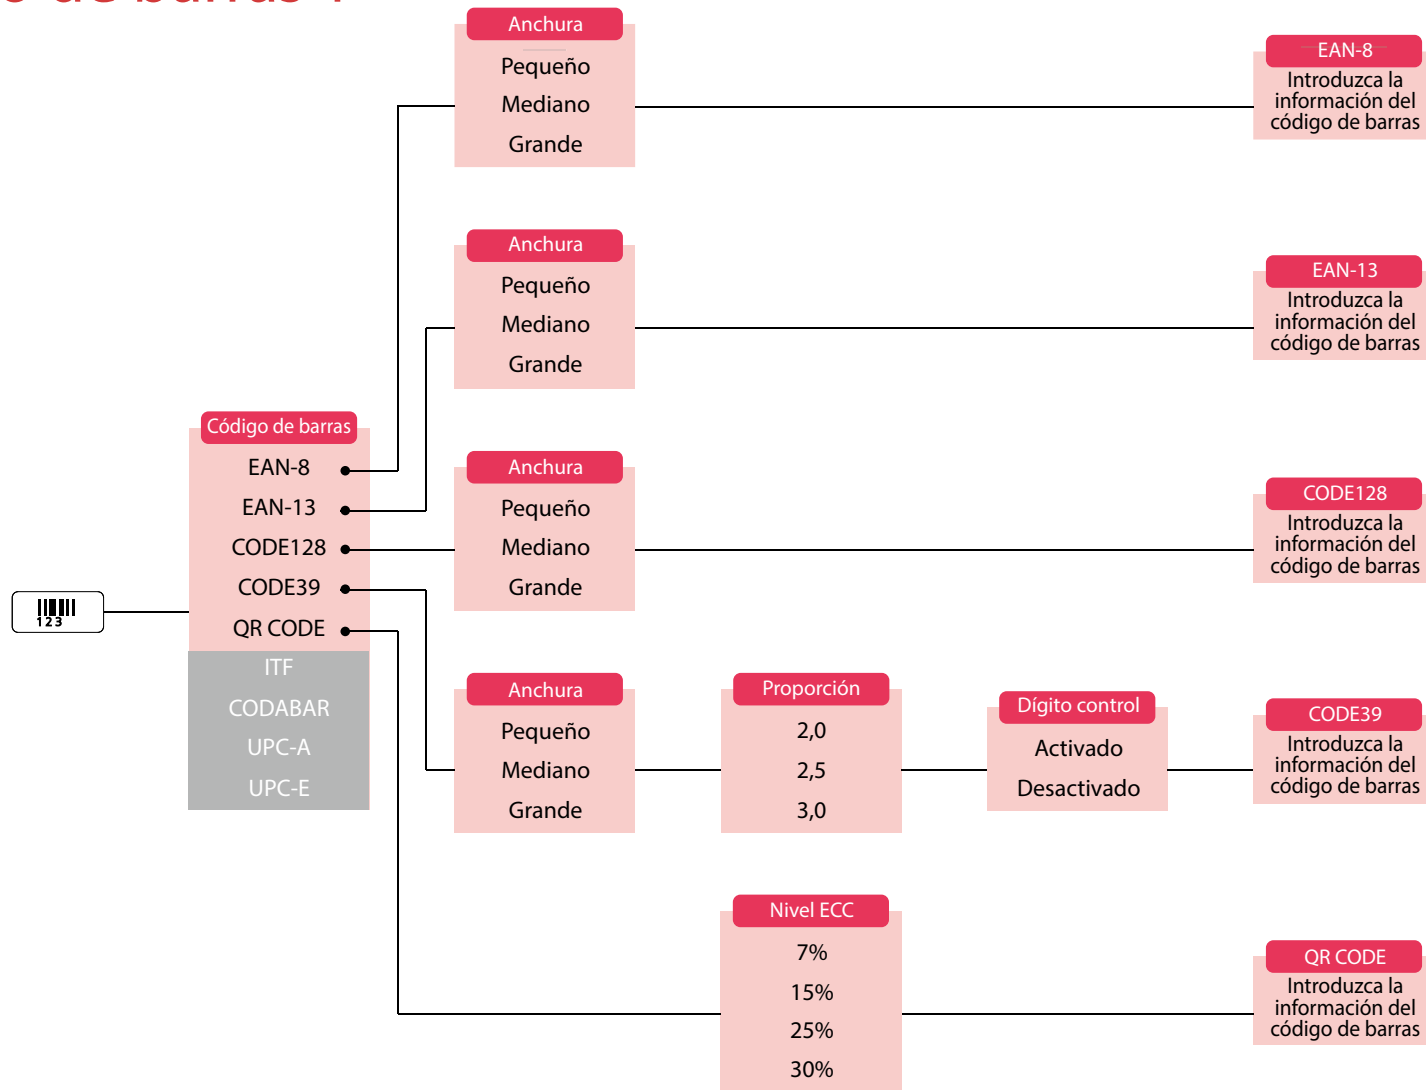 de barras 1
Anchura
Pequeño
Mediano
Grande
EAN-8
Introduzca la
información del
código de barras
Anchura
Pequeño
Mediano
Grande
EAN-13
Introduzca la
información del
código de barras
Código de barras
EAN-8
EAN-13
CODE128
CODE39
QR CODE
ITF
CODABAR
UPC-A
UPC-E
123
Anchura
Pequeño
Mediano
Grande
CODE128
Introduzca la
información del
código de barras
Anchura
Pequeño
Mediano
Grande
Proporción
2,0
2,5
3,0
Dígito control
Activado
Desactivado
CODE39
Introduzca la
información del
código de barras
Nivel ECC
7%
15%
25%
30%
QR CODE
Introduzca la
información del
código de barras